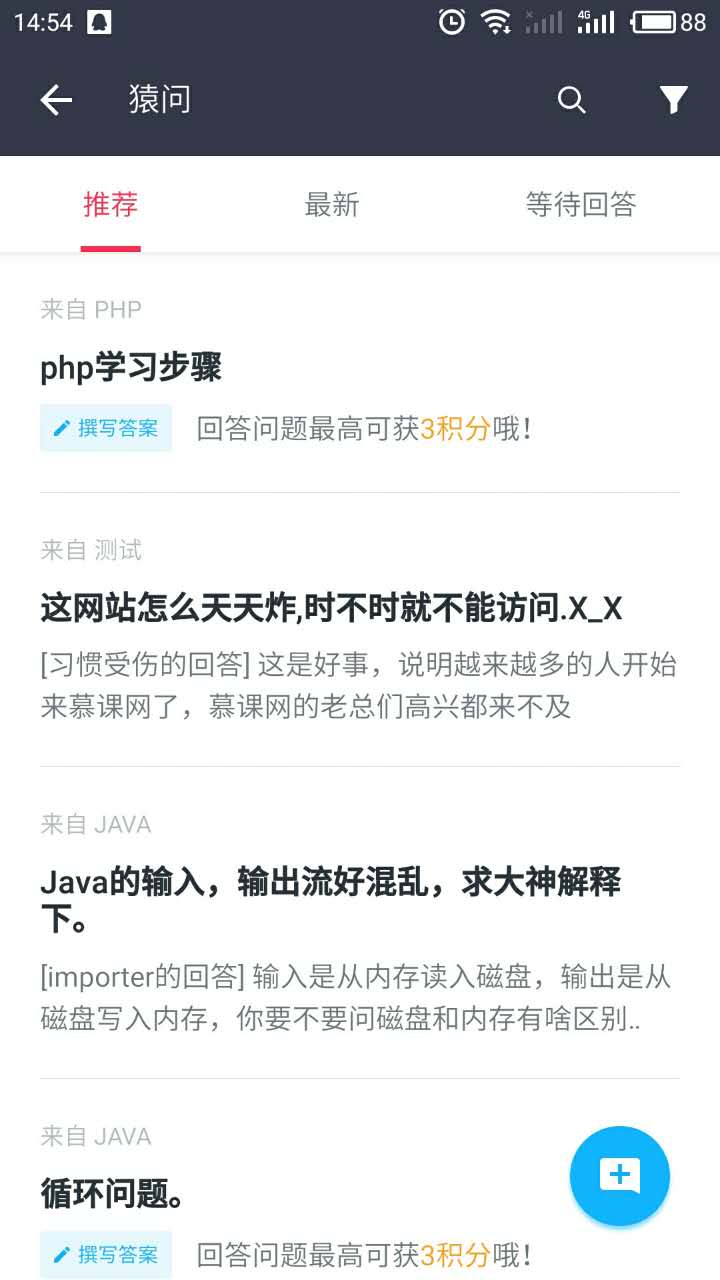 14:54 4G 88
猿问
推荐 最新 等待回答
来自 PHP
php学习步骤
撰写答案 回答问题最高可获3积分哦！
来自 测试
这网站怎么天天炸,时不时就不能访问.X_X
[习惯受伤的回答] 这是好事，说明越来越多的人开始
来慕课网了，慕课网的老总们高兴都来不及
来自 JAVA
Java的输入，输出流好混乱，求大神解释
下。
[importer的回答] 输入是从内存读入磁盘，输出是从
磁盘写入内存，你要不要问磁盘和内存有啥区别..
来自 JAVA
循环问题。
撰写答案 回答问题最高可获3积分哦！